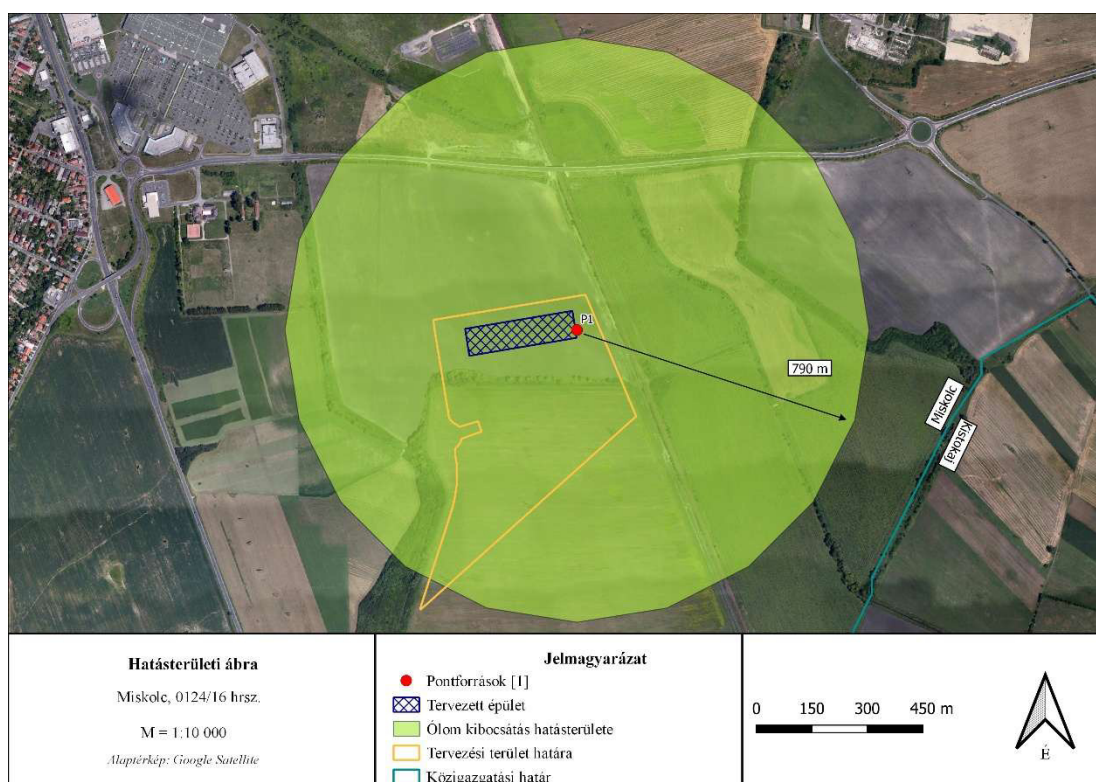 P1
790 m
Miskolc
Kistokaj
Hatásterületi ábra
Miskolc, 0124/16 hrsz.
M = 1:10 000
Alaptérkép: Google Satellite
Jelmagyarázat
Pontforrások [1]
Tervezett épület
Ólom kibocsátás hatásterülete
Tervezési terület határa
Közigazgatási határ
0 150 300 450 m
É